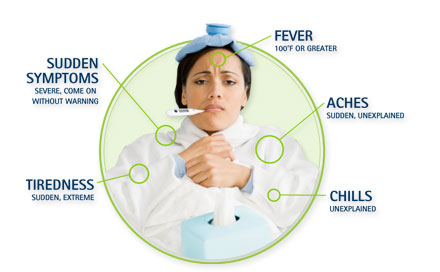 FEVER
100°F OR GREATER
SUDDEN
SYMPTOMS
SEVERE, COME ON
WITHOUT WARNING
ACHES
SUDDEN, UNEXPLAINED
TIREDNESS
SUDDEN, EXTREME
CHILLS
UNEXPLAINED